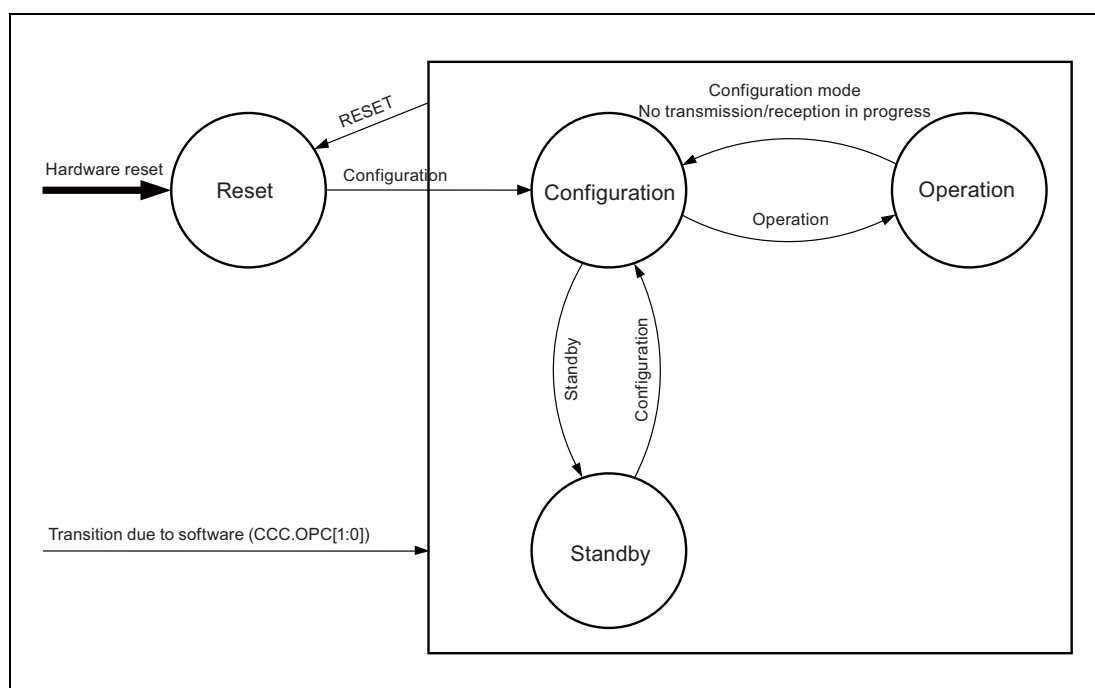 Configuration mode
No transmission/reception in progress
RESET
Hardware reset
Reset
Configuration
Configuration
Operation
Operation
Standby
Configuration
Transition due to software (CCC.OPC[1:0])
Standby